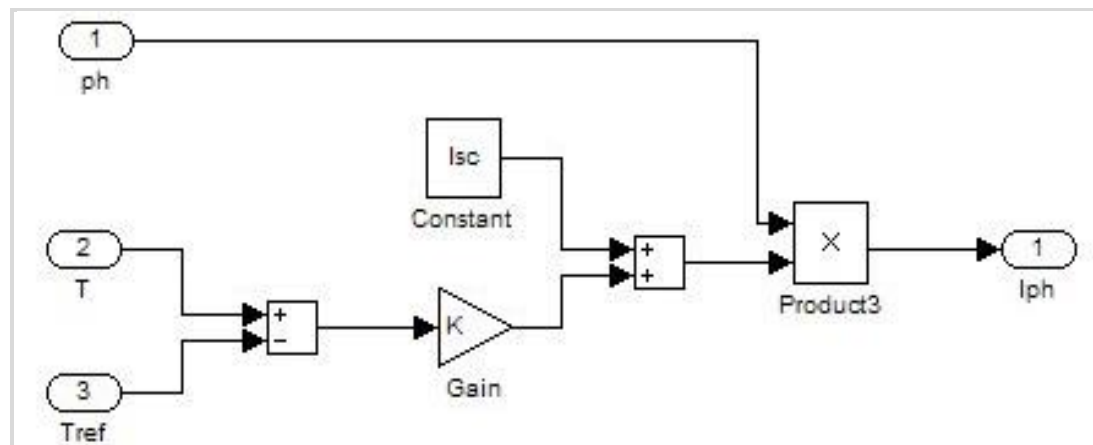 1
ph
Isc
Constant
2
T
+
−
3
Tref
K
Gain
+
+
×
Product3
1
Iph